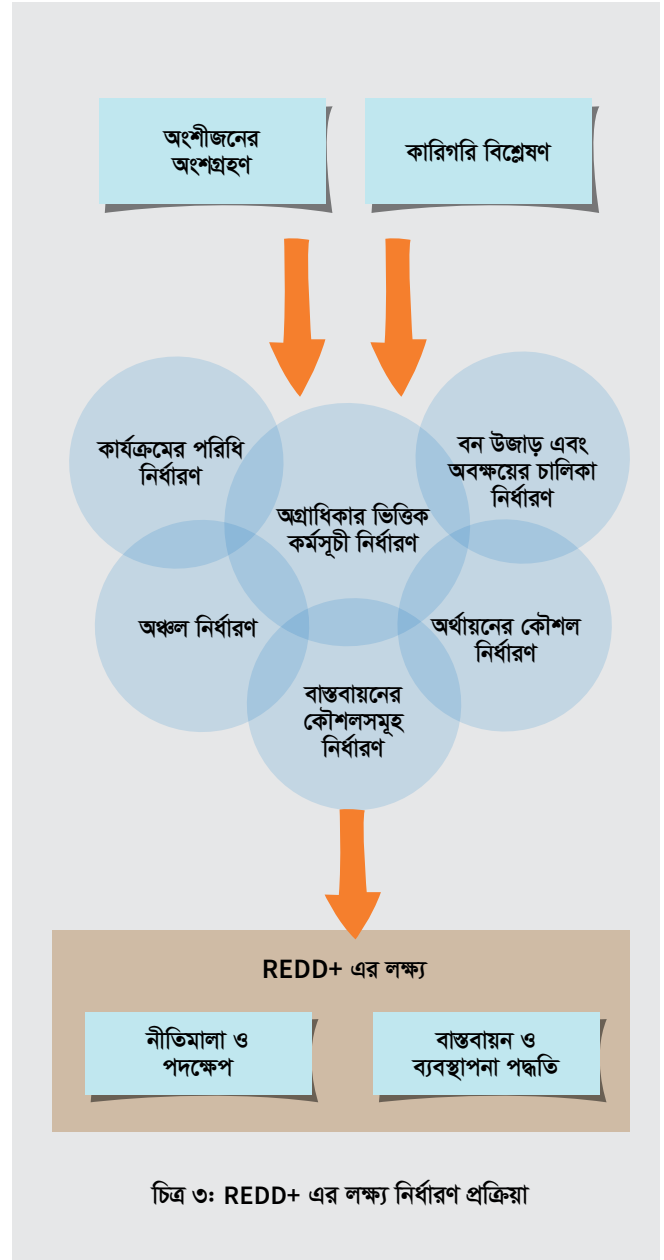 অংশীজনের
অংশগ্রহণ
কারিগরি বিশ্লেষণ
কার্যক্রমের পরিধি
নির্ধারণ
বন উজাড় এবং
অবক্ষয়ের চালিকা
নির্ধারণ
অগ্রাধিকার ভিত্তিক
কর্মসূচী নির্ধারণ
অঞ্চল নির্ধারণ
অর্থায়নের কৌশল
নির্ধারণ
বাস্তবায়নের
কৌশলসমূহ
নির্ধারণ
REDD+ এর লক্ষ্য
নীতিমালা ও
পদক্ষেপ
বাস্তবায়ন ও
ব্যবস্থাপনা পদ্ধতি
চিত্র ৩: REDD+ এর লক্ষ্য নির্ধারণ প্রক্রিয়া